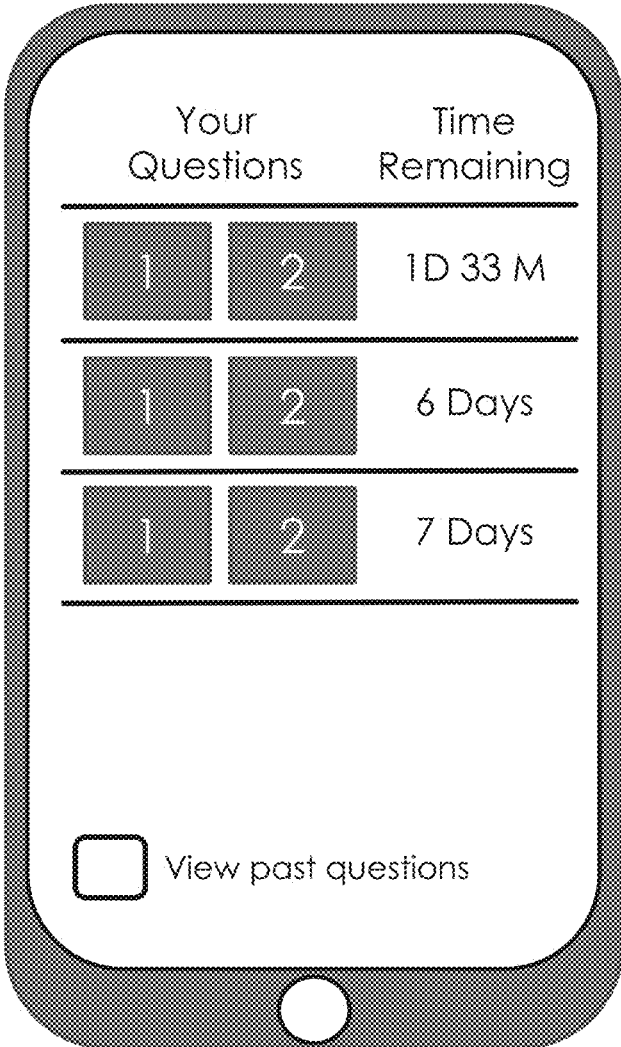 Your Questions
Time Remaining
1 2 1D 33 M
1 2 6 Days
1 2 7 Days
View past questions